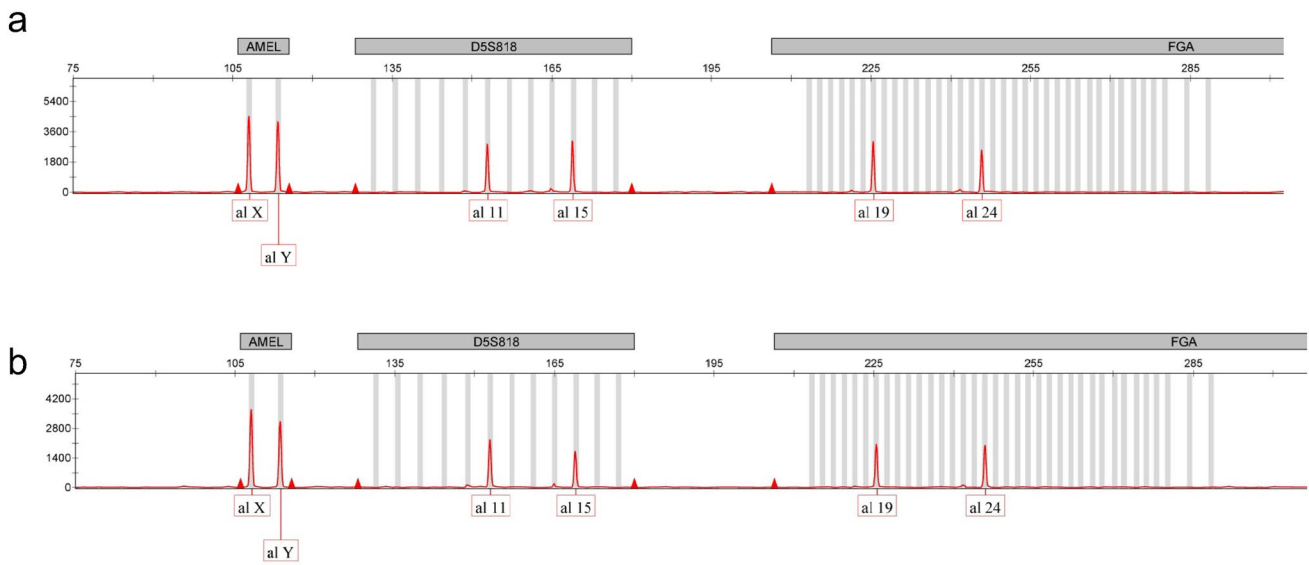 a
AMEL D5S818 FGA
75 105 135 165 195 225 255 285
5400
3600
1800
0
al X al 11 al 15 al 19 al 24
al Y
b
AMEL D5S818 FGA
75 105 135 165 195 225 255 285
4200
2800
1400
0
al X al 11 al 15 al 19 al 24
al Y